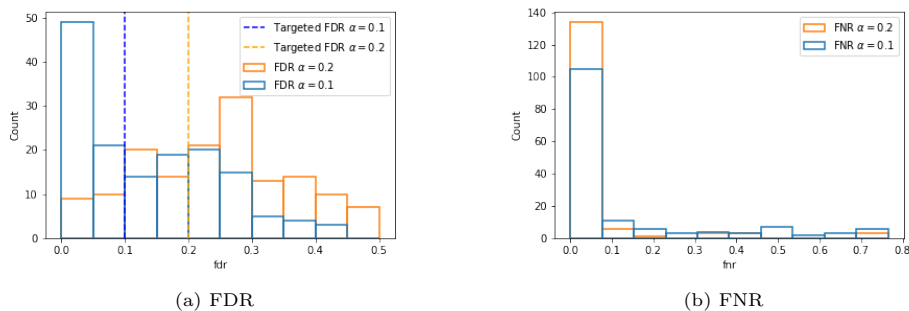 50
40
30
20
10
0
Count
0.0 0.1 0.2 0.3 0.4 0.5
fdr
Targeted FDR α = 0.1
Targeted FDR α = 0.2
FDR α = 0.2
FDR α = 0.1
(a) FDR
140
120
100
80
60
40
20
0
Count
0.0 0.1 0.2 0.3 0.4 0.5 0.6 0.7 0.8
fnr
FNR α = 0.2
FNR α = 0.1
(b) FNR